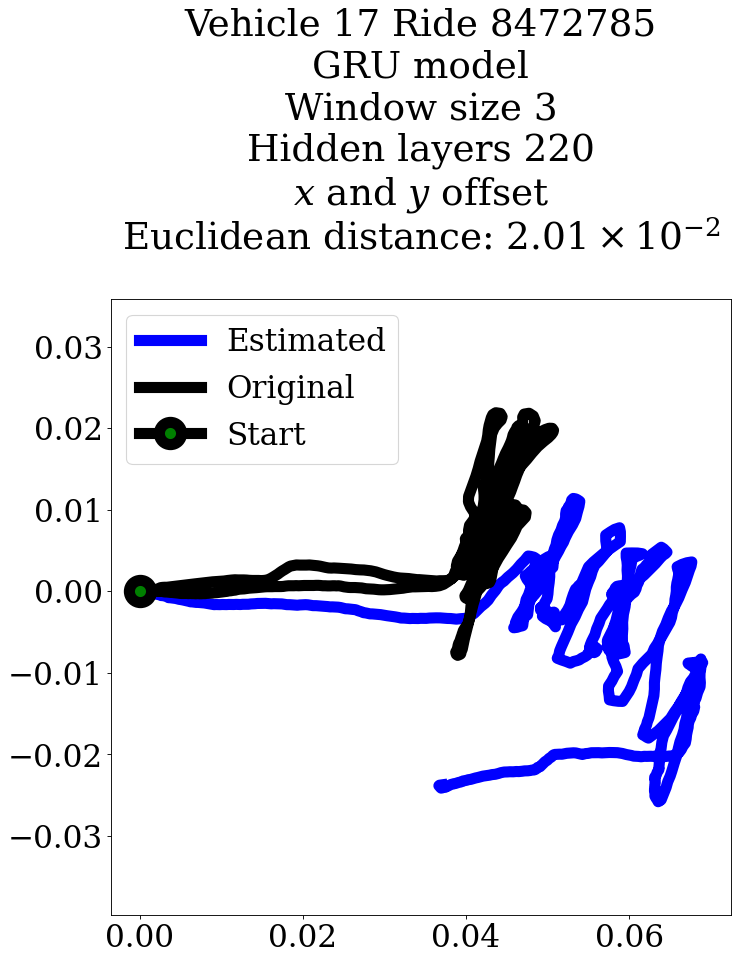 Vehicle 17 Ride 8472785
GRU model
Window size 3
Hidden layers 220
x and y offset
Euclidean distance: 2.01 × 10⁻²
Estimated
Original
Start
0.03
0.02
0.01
0.00
−0.01
−0.02
−0.03
0.00 0.02 0.04 0.06